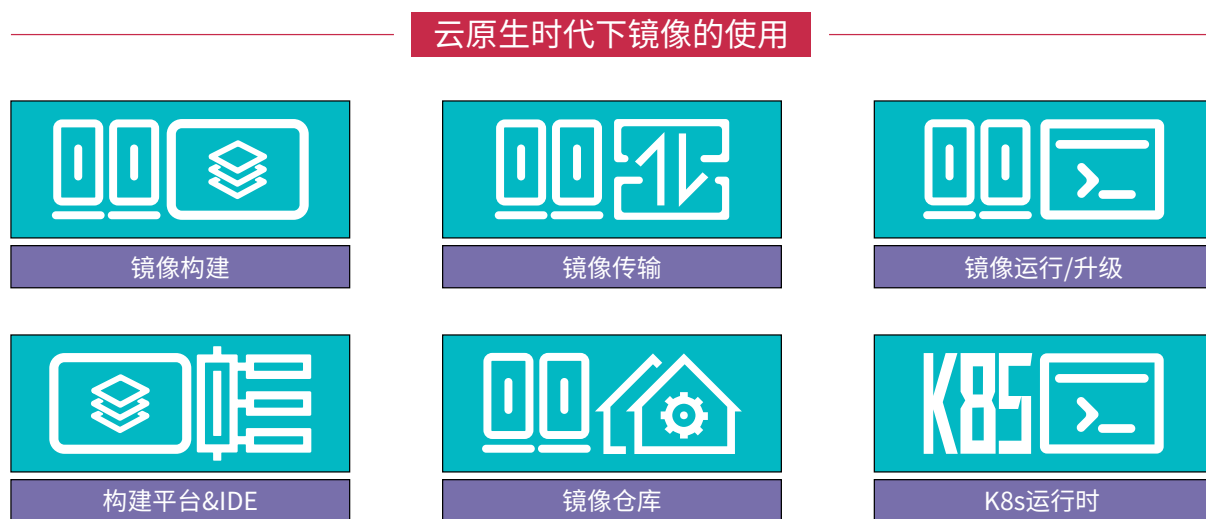 云原生时代下镜像的使用
镜像构建
镜像传输
镜像运行/升级
K8S
构建平台&IDE
镜像仓库
K8s运行时